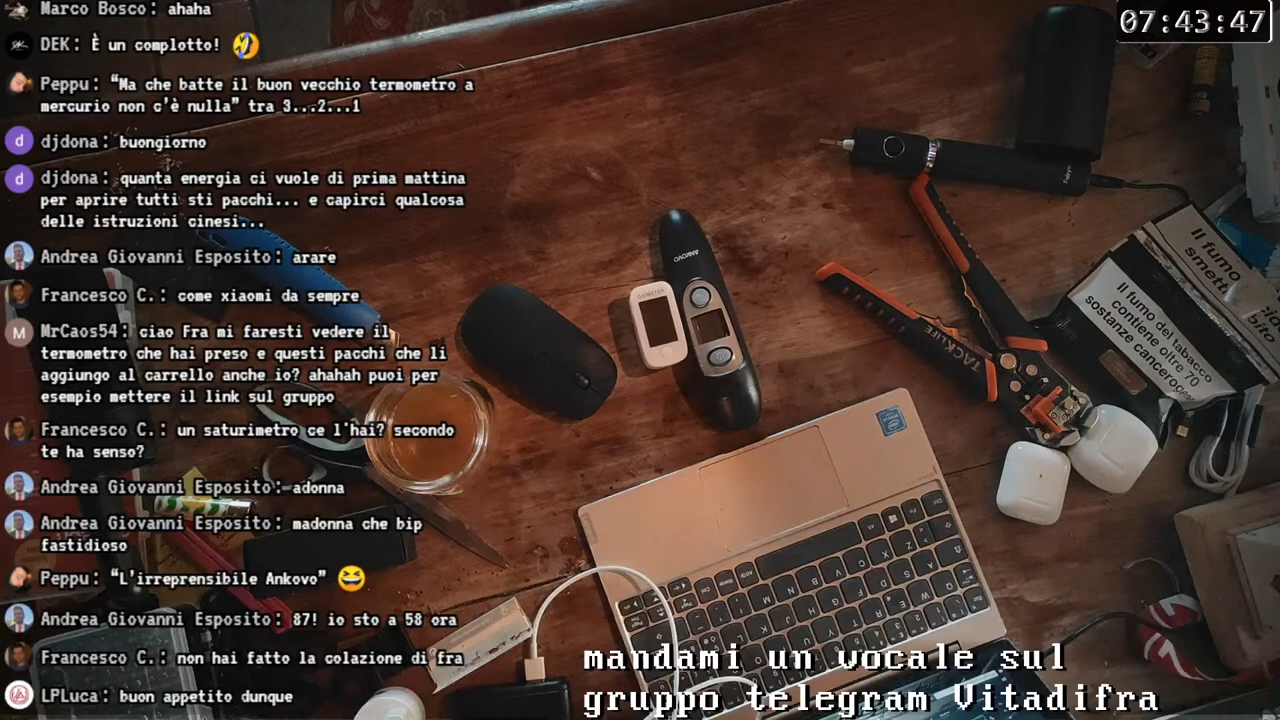 Marco Bosco: ahaha
DEK: È un complotto! 🤣
Peppu: “Ma che batte il buon vecchio termometro a
mercurio non c’è nulla” tra 3...2...1
d
djdona: buongiorno
d
djdona: quanta energia ci vuole di prima mattina
per aprire tutti sti pacchi... e capirci qualcosa
delle istruzioni cinesi...
Andrea Giovanni Esposito: arare
Francesco C.: come xiaomi da sempre
M
MrCaos54: ciao Fra mi faresti vedere il
termometro che hai preso e questi pacchi che li
aggiungo al carrello anche io? ahahah puoi per
esempio mettere il link sul gruppo
Francesco C.: un saturimetro ce l'hai? secondo
te ha senso?
Andrea Giovanni Esposito: adonna
Andrea Giovanni Esposito: madonna che bip
fastidioso
Peppu: “L’irreprensibile Ankovo” 😆
Andrea Giovanni Esposito: 87! io sto a 58 ora
Francesco C.: non hai fatto la colazione di fra
LPLuca: buon appetito dunque
07:43:47
ANKOVO
TACKLIFE
Il fumo
smett
Il fumo del tabacco
contiene oltre 70
sostanze cancero
mandami un vocale sul
gruppo telegram Vitadifra